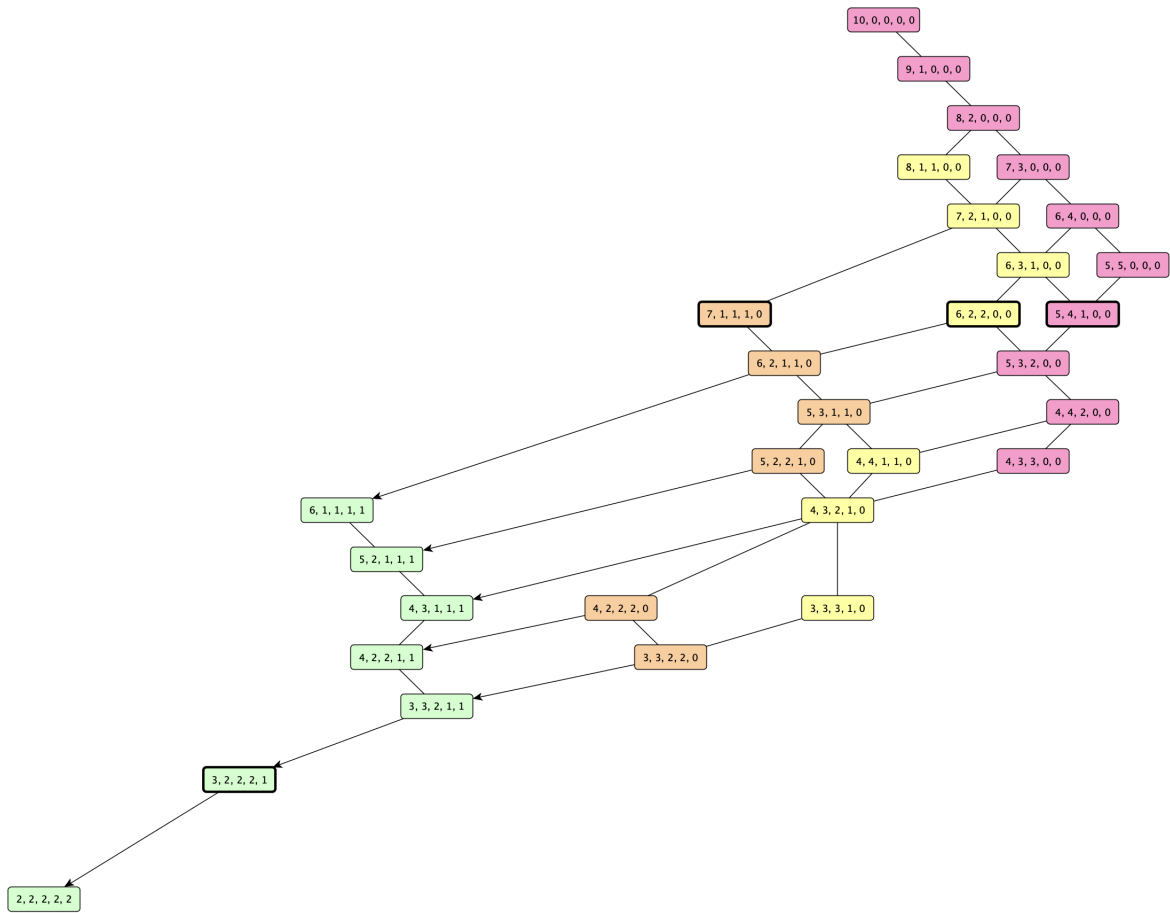 10, 0, 0, 0, 0
9, 1, 0, 0, 0
8, 2, 0, 0, 0
8, 1, 1, 0, 0
7, 3, 0, 0, 0
7, 2, 1, 0, 0
6, 4, 0, 0, 0
6, 3, 1, 0, 0
5, 5, 0, 0, 0
7, 1, 1, 1, 0
6, 2, 2, 0, 0
5, 4, 1, 0, 0
6, 2, 1, 1, 0
5, 3, 2, 0, 0
5, 3, 1, 1, 0
4, 4, 2, 0, 0
5, 2, 2, 1, 0
4, 4, 1, 1, 0
4, 3, 3, 0, 0
6, 1, 1, 1, 1
4, 3, 2, 1, 0
5, 2, 1, 1, 1
4, 3, 1, 1, 1
4, 2, 2, 2, 0
3, 3, 3, 1, 0
4, 2, 2, 1, 1
3, 3, 2, 2, 0
3, 3, 2, 1, 1
3, 2, 2, 2, 1
2, 2, 2, 2, 2